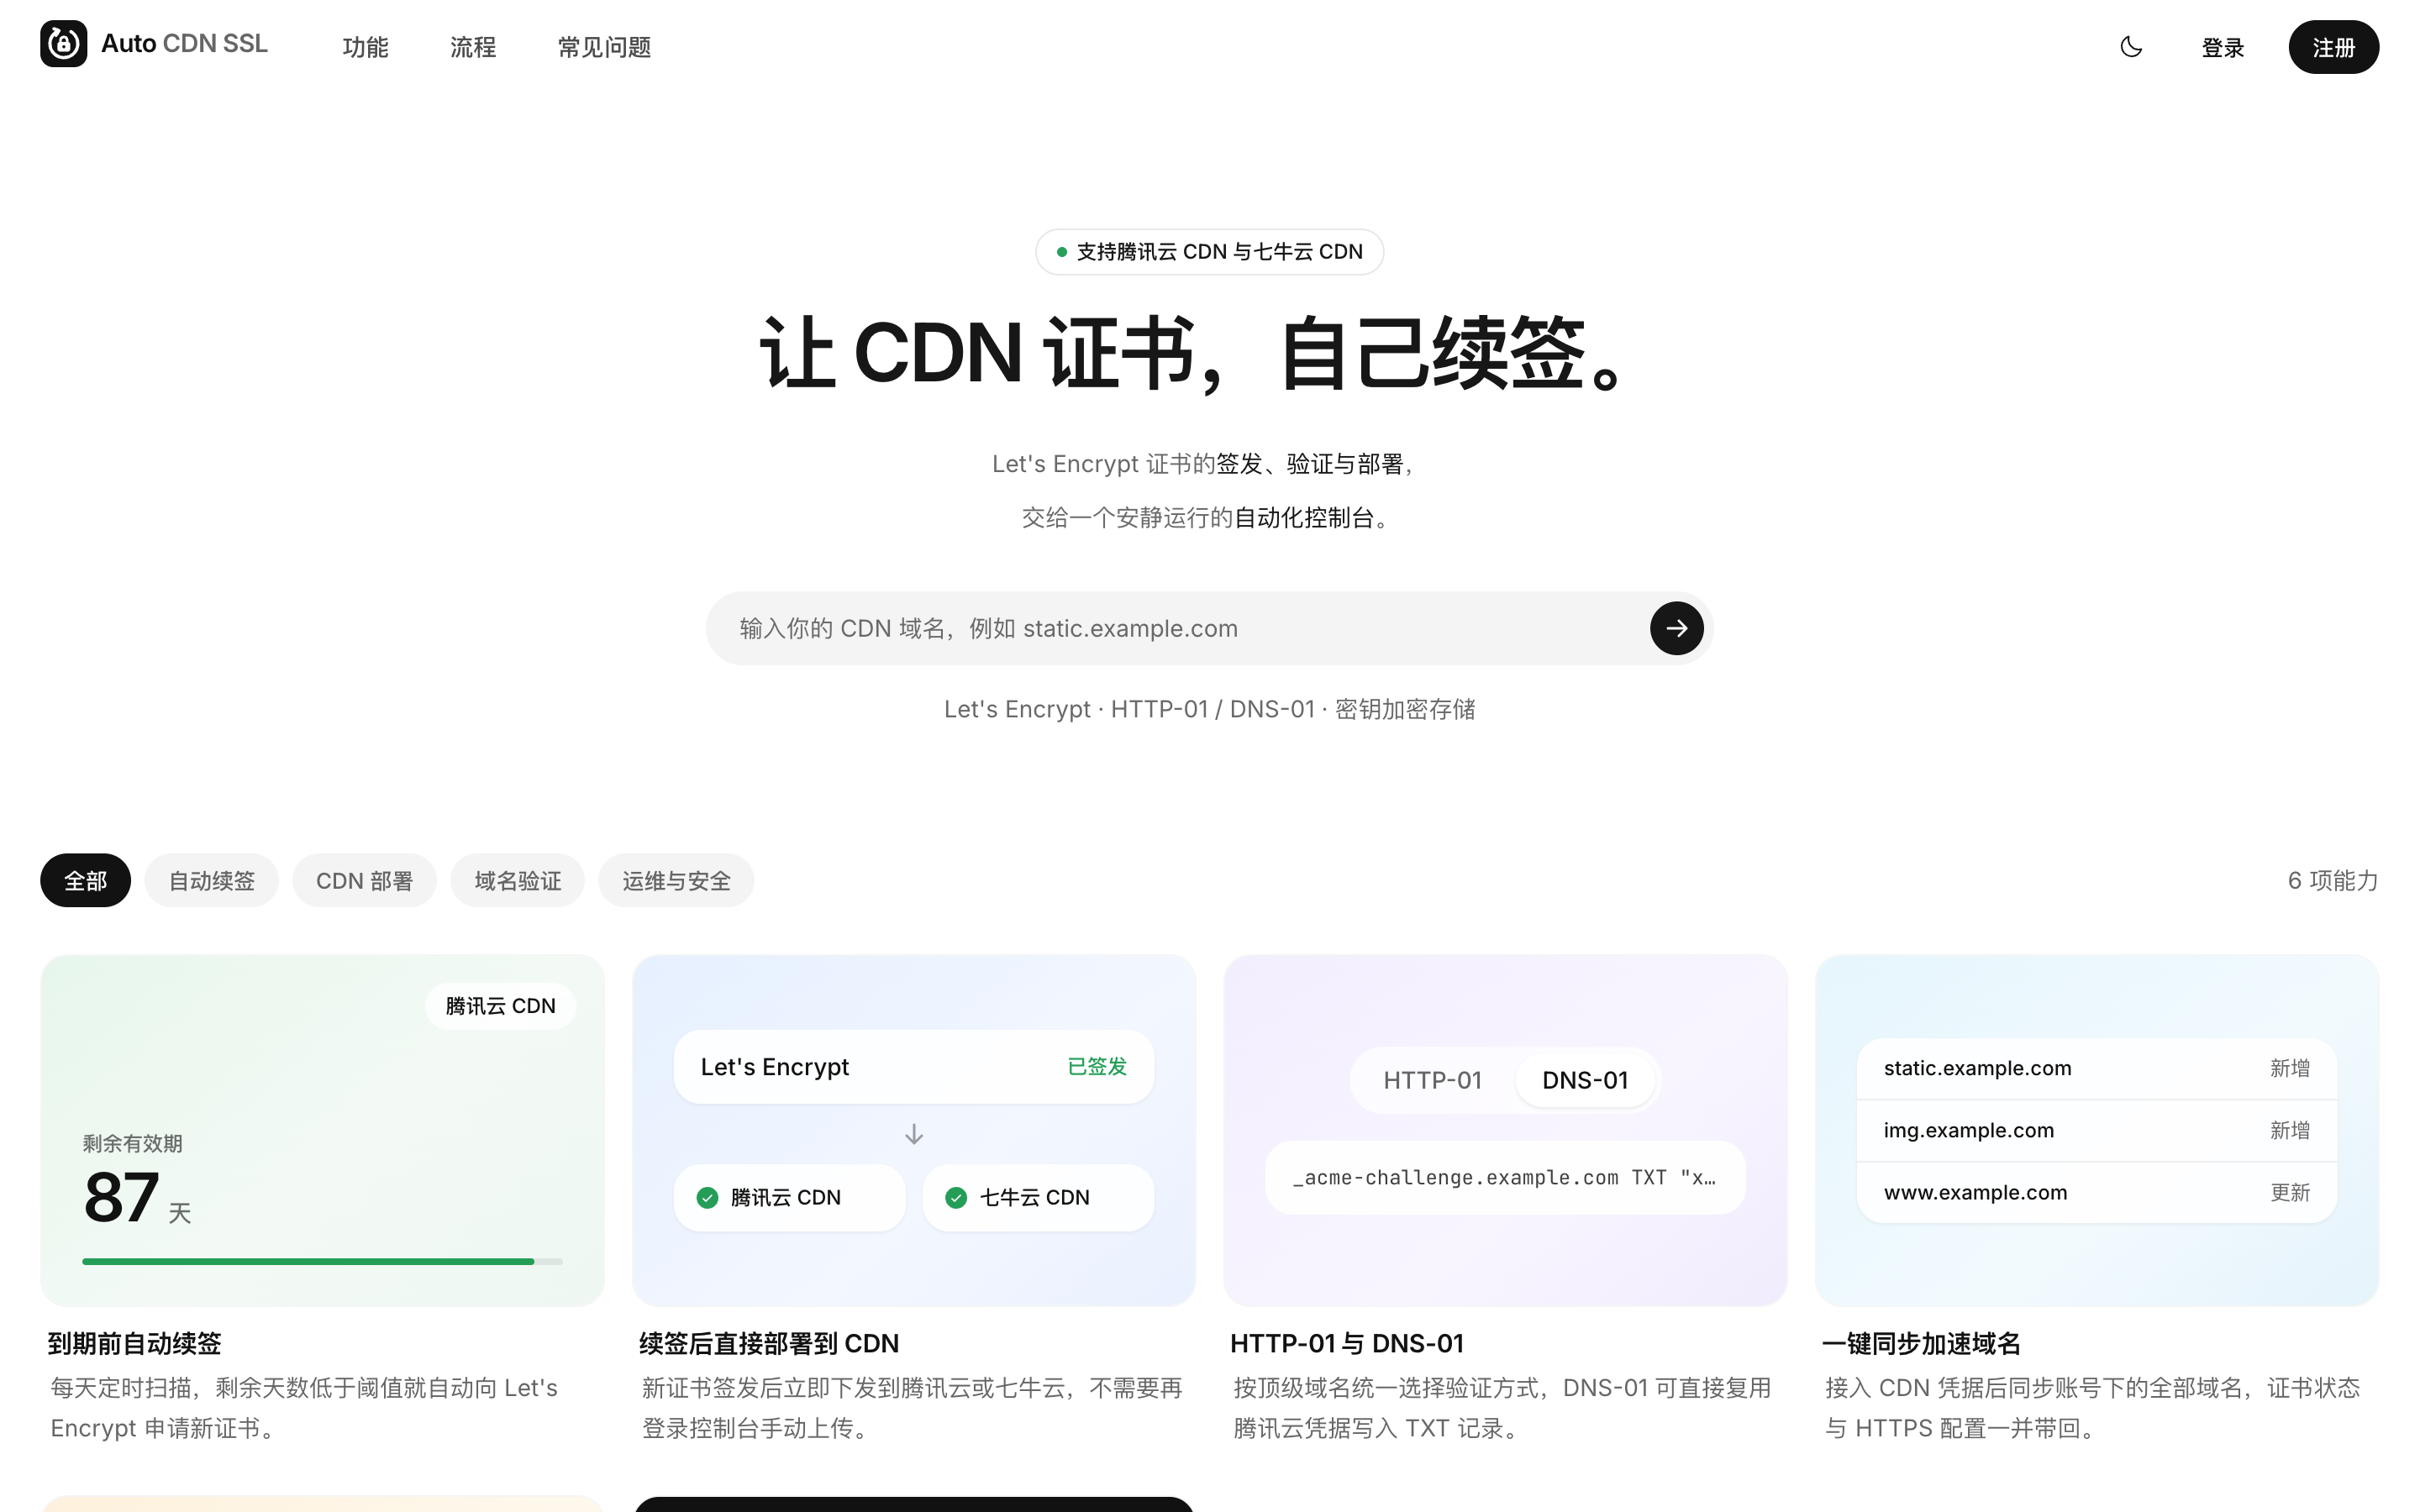 Auto CDN SSL 功能 流程 常见问题 登录 注册
支持腾讯云 CDN 与七牛云 CDN
让 CDN 证书，自己续签。
Let's Encrypt 证书的签发、验证与部署，
交给一个安静运行的自动化控制台。
输入你的 CDN 域名，例如 static.example.com
Let's Encrypt · HTTP-01 / DNS-01 · 密钥加密存储
全部 自动续签 CDN 部署 域名验证 运维与安全 6 项能力
腾讯云 CDN
剩余有效期
87 天
到期前自动续签
每天定时扫描，剩余天数低于阈值就自动向 Let's
Encrypt 申请新证书。
Let's Encrypt 已签发
腾讯云 CDN 七牛云 CDN
续签后直接部署到 CDN
新证书签发后立即下发到腾讯云或七牛云，不需要再
登录控制台手动上传。
HTTP-01 DNS-01
_acme-challenge.example.com TXT "x…
HTTP-01 与 DNS-01
按顶级域名统一选择验证方式，DNS-01 可直接复用
腾讯云凭据写入 TXT 记录。
static.example.com 新增
img.example.com 新增
www.example.com 更新
一键同步加速域名
接入 CDN 凭据后同步账号下的全部域名，证书状态
与 HTTPS 配置一并带回。